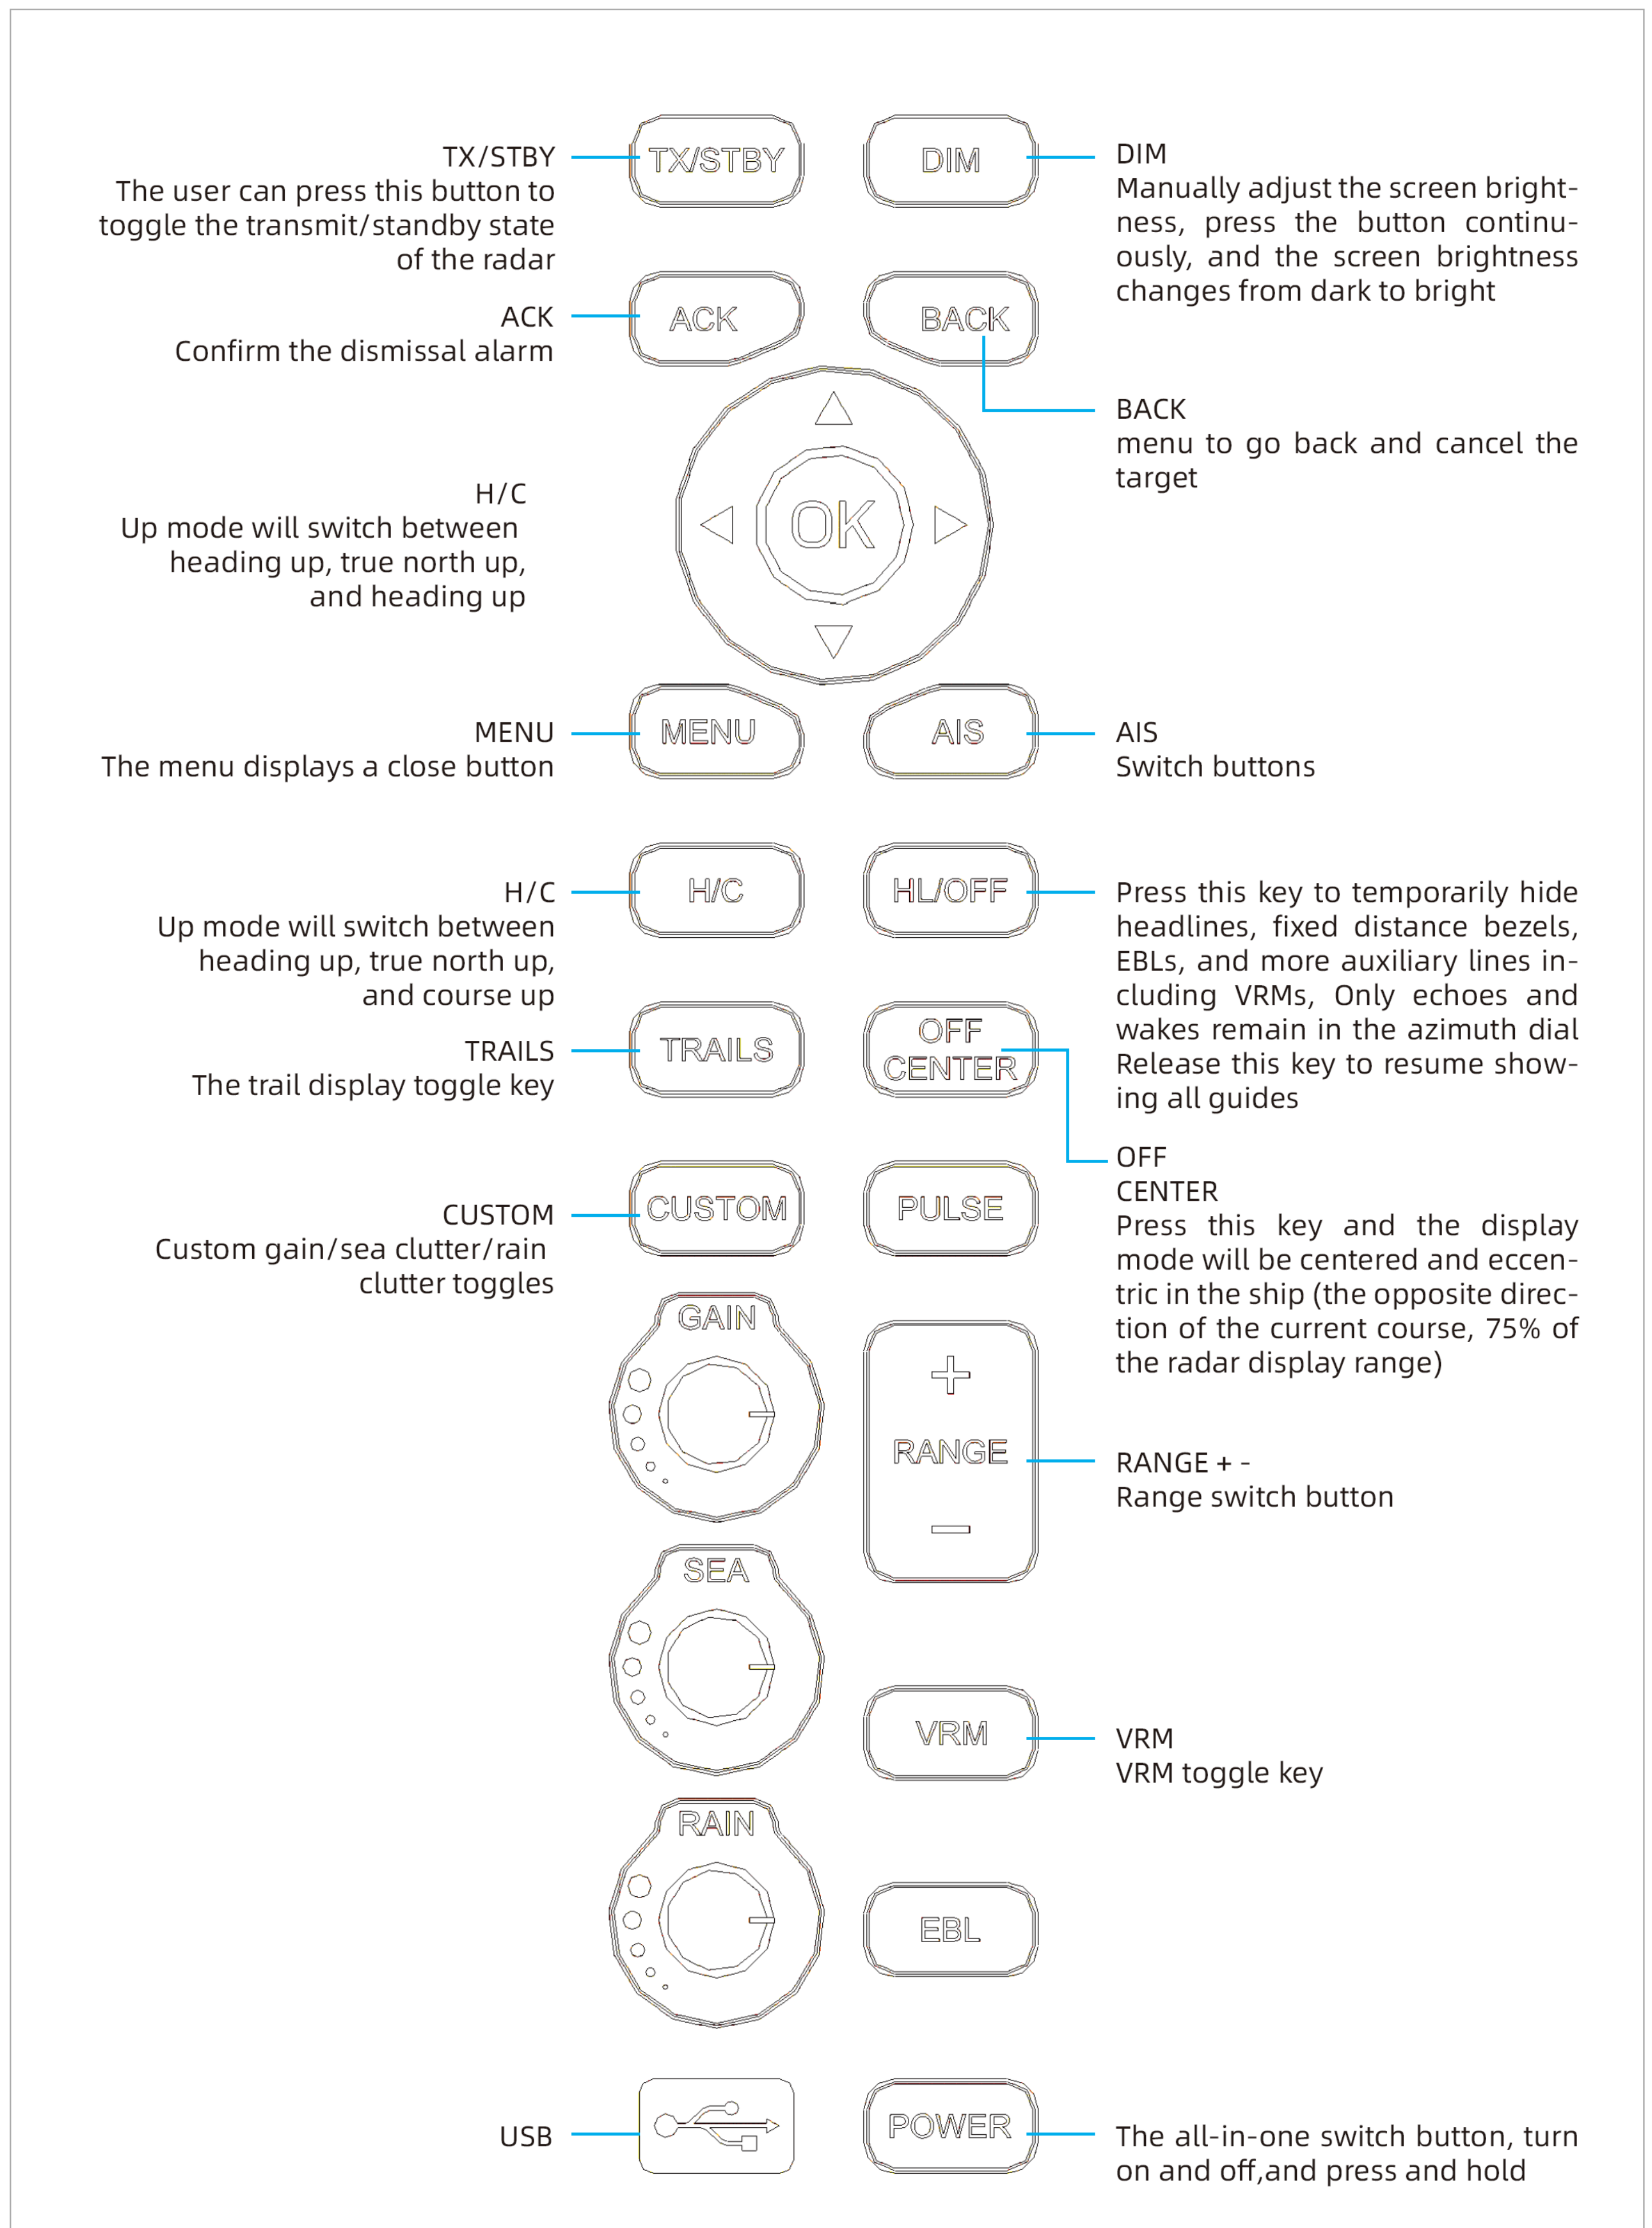 TX/STBY
The user can press this button to
toggle the transmit/standby state
of the radar
TX/STBY
DIM
DIM
Manually adjust the screen bright-
ness, press the button continu-
ously, and the screen brightness
changes from dark to bright
ACK
Confirm the dismissal alarm
ACK
BACK
BACK
menu to go back and cancel the
target
H/C
Up mode will switch between
heading up, true north up,
and heading up
OK
MENU
The menu displays a close button
MENU
AIS
AIS
Switch buttons
H/C
Up mode will switch between
heading up, true north up,
and course up
H/C
HL/OFF
Press this key to temporarily hide
headlines, fixed distance bezels,
EBLs, and more auxiliary lines in-
cluding VRMs, Only echoes and
wakes remain in the azimuth dial
Release this key to resume show-
ing all guides
TRAILS
The trail display toggle key
TRAILS
OFF
CENTER
OFF
CENTER
Press this key and the display
mode will be centered and eccen-
tric in the ship (the opposite direc-
tion of the current course, 75% of
the radar display range)
CUSTOM
Custom gain/sea clutter/rain
clutter toggles
CUSTOM
PULSE
GAIN
+
RANGE
-
RANGE + -
Range switch button
SEA
VRM
VRM
VRM toggle key
RAIN
EBL
USB
POWER
The all-in-one switch button, turn
on and off,and press and hold